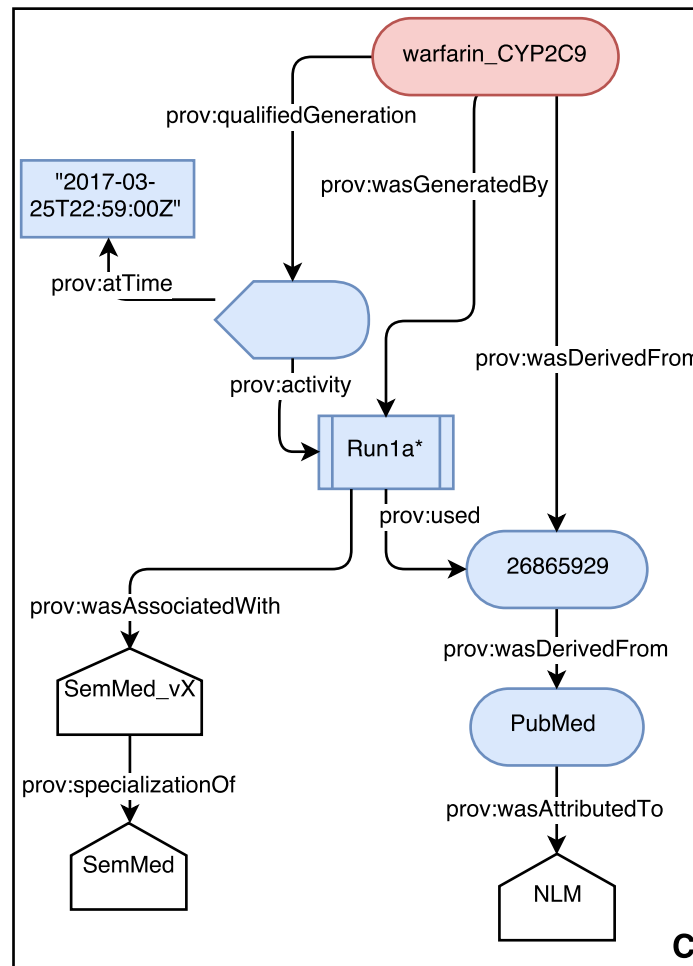 warfarin_CYP2C9
prov:qualifiedGeneration
prov:wasGeneratedBy
"2017-03-
25T22:59:00Z"
prov:atTime
prov:wasDerivedFrom
prov:activity
Run1a*
prov:used
26865929
prov:wasAssociatedWith
prov:wasDerivedFrom
SemMed_vX
PubMed
prov:specializationOf
prov:wasAttributedTo
SemMed
NLM
C